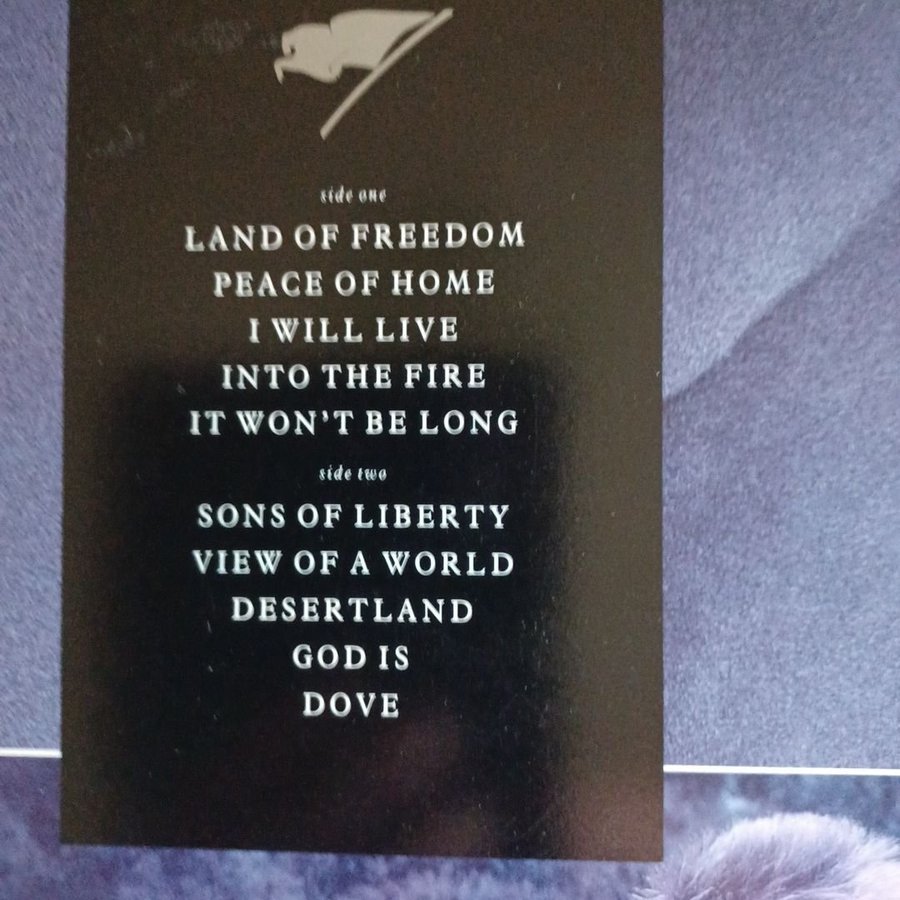 side one
LAND OF FREEDOM
PEACE OF HOME
I WILL LIVE
INTO THE FIRE
IT WON'T BE LONG
side two
SONS OF LIBERTY
VIEW OF A WORLD
DESERTLAND
GOD IS
DOVE